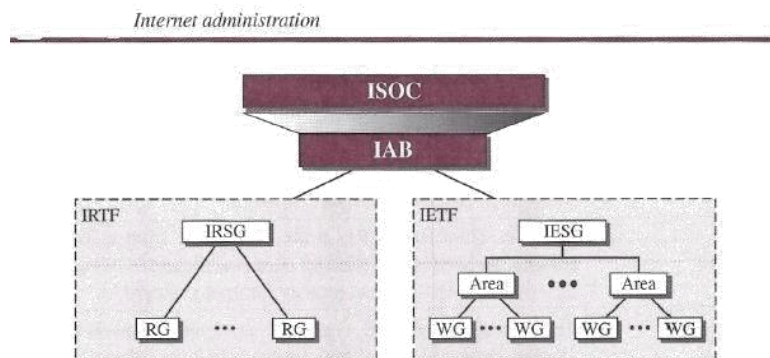 Internet administration
ISOC
IAB
IRTF
IETF
IRSG
IESG
Area ••• Area
RG ••• RG
WG ••• WG WG ••• WG